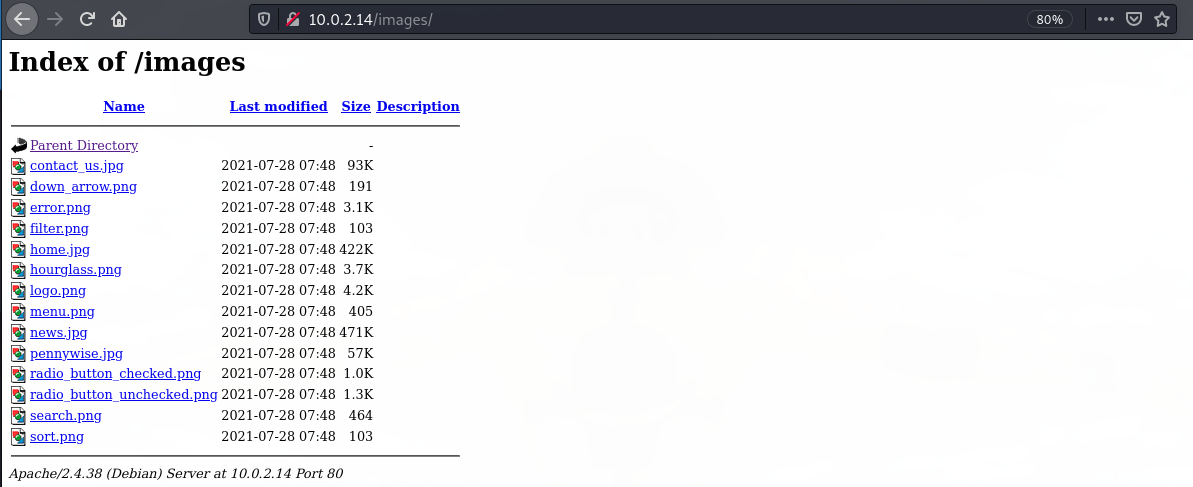 10.0.2.14/images/ 80%
Index of /images
Name Last modified Size Description
Parent Directory -
contact_us.jpg 2021-07-28 07:48 93K
down_arrow.png 2021-07-28 07:48 191
error.png 2021-07-28 07:48 3.1K
filter.png 2021-07-28 07:48 103
home.jpg 2021-07-28 07:48 422K
hourglass.png 2021-07-28 07:48 3.7K
logo.png 2021-07-28 07:48 4.2K
menu.png 2021-07-28 07:48 405
news.jpg 2021-07-28 07:48 471K
pennywise.jpg 2021-07-28 07:48 57K
radio_button_checked.png 2021-07-28 07:48 1.0K
radio_button_unchecked.png 2021-07-28 07:48 1.3K
search.png 2021-07-28 07:48 464
sort.png 2021-07-28 07:48 103
Apache/2.4.38 (Debian) Server at 10.0.2.14 Port 80